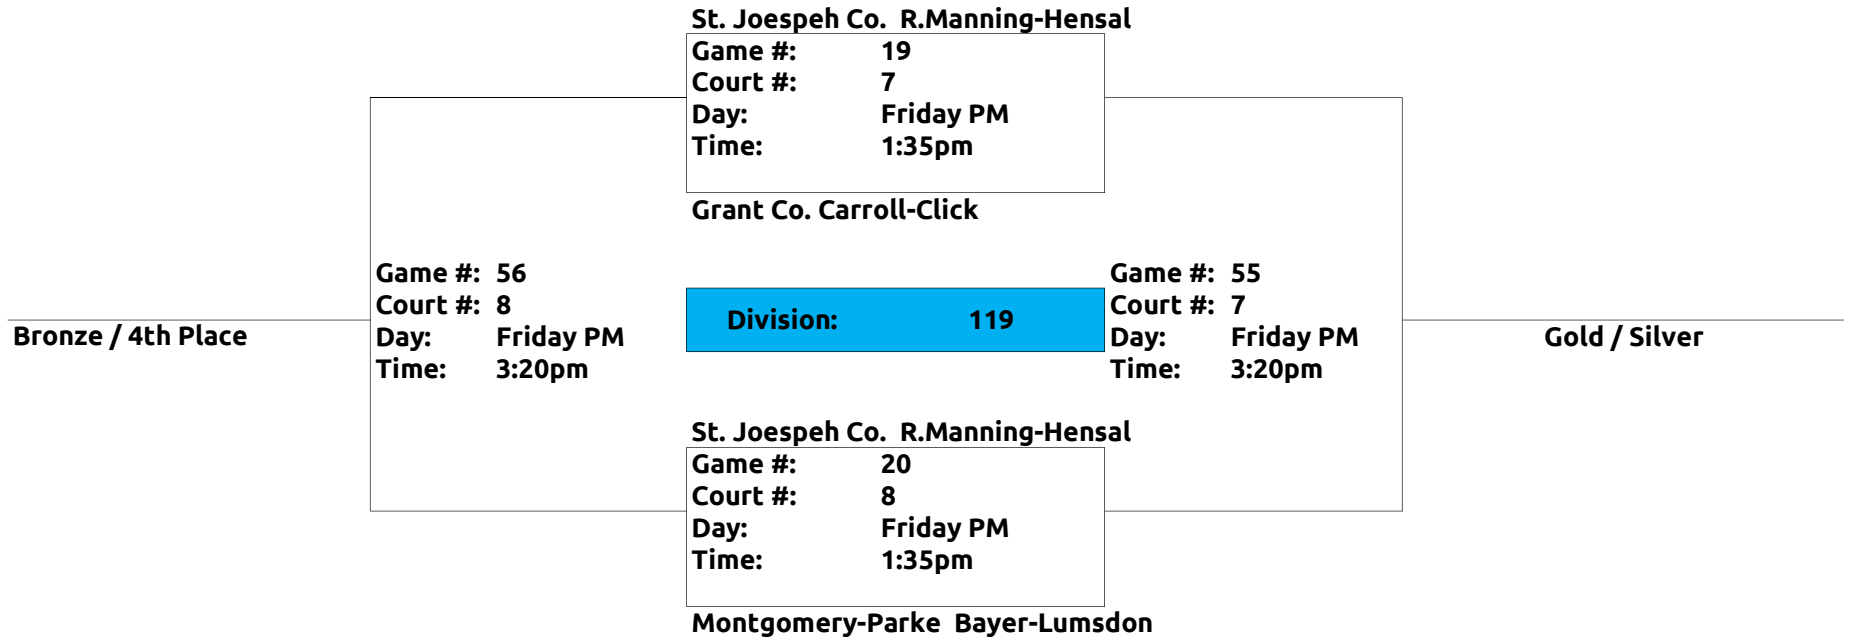 St. Joespeh Co.  R.Manning-Hensal
Game #: 19
Court #: 7
Day: Friday PM
Time: 1:35pm
Grant Co. Carroll-Click
Game #: 56
Court #: 8
Day: Friday PM
Time: 3:20pm
Bronze / 4th Place
Division: 119
Game #: 55
Court #: 7
Day: Friday PM
Time: 3:20pm
Gold / Silver
St. Joespeh Co.  R.Manning-Hensal
Game #: 20
Court #: 8
Day: Friday PM
Time: 1:35pm
Montgomery-Parke  Bayer-Lumsdon